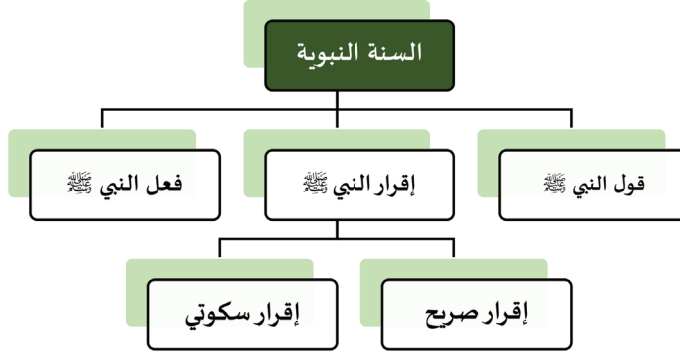 السنة النبوية
قول النبي ﷺ
إقرار النبي ﷺ
فعل النبي ﷺ
إقرار صريح
إقرار سكوتي